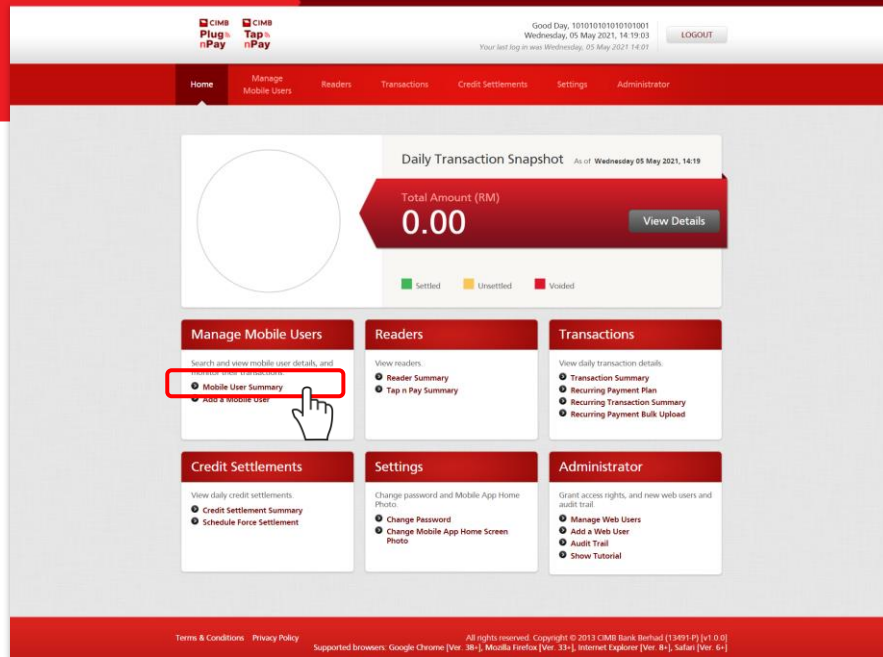 CIMB CIMB
Plug Tap
nPay nPay
Good Day, 101010101010101001
Wednesday, 05 May 2021, 14:19:03
Your last log in was Wednesday, 05 May 2021 14:01
LOGOUT
Home
Manage
Mobile Users
Readers
Transactions
Credit Settlements
Settings
Administrator
Daily Transaction Snapshot As of Wednesday 05 May 2021, 14:19
Total Amount (RM)
0.00
View Details
Settled Unsettled Voided
Manage Mobile Users
Search and view mobile user details, and
monitor their transactions.
Mobile User Summary
Add a Mobile User
Readers
View readers.
Reader Summary
Tap n Pay Summary
Transactions
View daily transaction details.
Transaction Summary
Recurring Payment Plan
Recurring Transaction Summary
Recurring Payment Bulk Upload
Credit Settlements
View daily credit settlements.
Credit Settlement Summary
Schedule Force Settlement
Settings
Change password and Mobile App Home
Photo.
Change Password
Change Mobile App Home Screen
Photo
Administrator
Grant access rights, and new web users and
audit trail.
Manage Web Users
Add a Web User
Audit Trail
Show Tutorial
Terms & Conditions Privacy Policy
All rights reserved. Copyright © 2013 CIMB Bank Berhad (13491-P) [v1.0.0]
Supported browsers: Google Chrome [Ver. 38+], Mozilla Firefox [Ver. 33+], Internet Explorer [Ver. 8+], Safari [Ver. 6+]